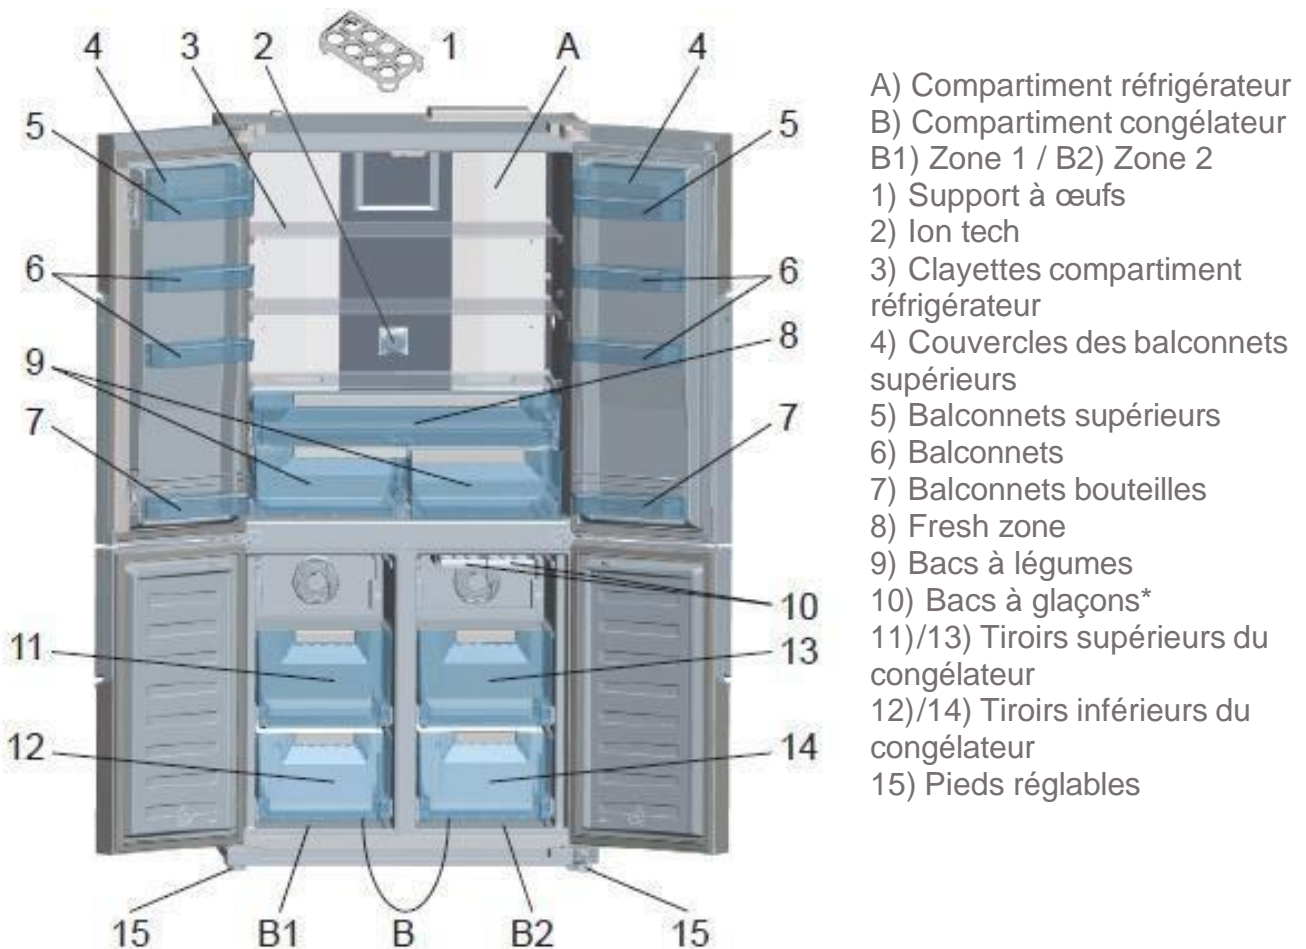 4 3 2 1 A 4
5 5
6 6
8
9
7 7
10
11 13
12 14
15 B1 B B2 15
A) Compartiment réfrigérateur
B) Compartiment congélateur
B1) Zone 1 / B2) Zone 2
1) Support à œufs
2) Ion tech
3) Clayettes compartiment
réfrigérateur
4) Couvercles des balconnets
supérieurs
5) Balconnets supérieurs
6) Balconnets
7) Balconnets bouteilles
8) Fresh zone
9) Bacs à légumes
10) Bacs à glaçons*
11)/13) Tiroirs supérieurs du
congélateur
12)/14) Tiroirs inférieurs du
congélateur
15) Pieds réglables